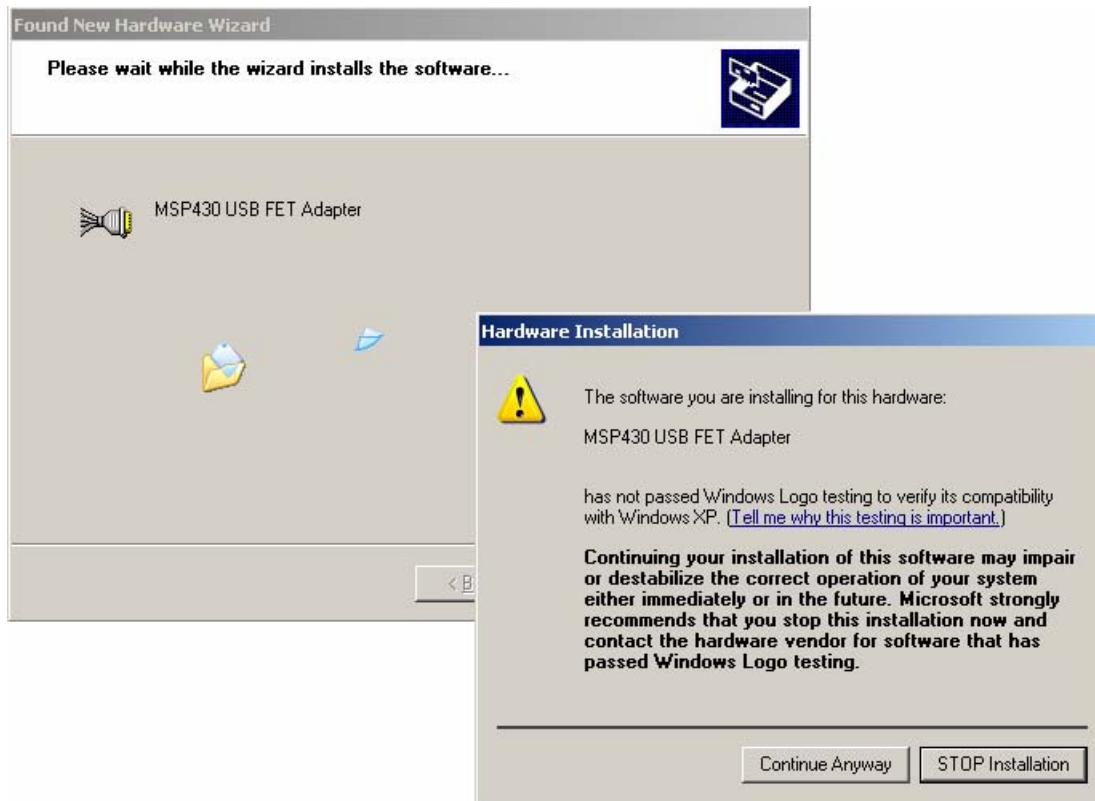 Found New Hardware Wizard
Please wait while the wizard installs the software...
MSP430 USB FET Adapter
< B
Hardware Installation
The software you are installing for this hardware:
MSP430 USB FET Adapter
has not passed Windows Logo testing to verify its compatibility
with Windows XP. (Tell me why this testing is important.)
Continuing your installation of this software may impair
or destabilize the correct operation of your system
either immediately or in the future. Microsoft strongly
recommends that you stop this installation now and
contact the hardware vendor for software that has
passed Windows Logo testing.
Continue Anyway STOP Installation